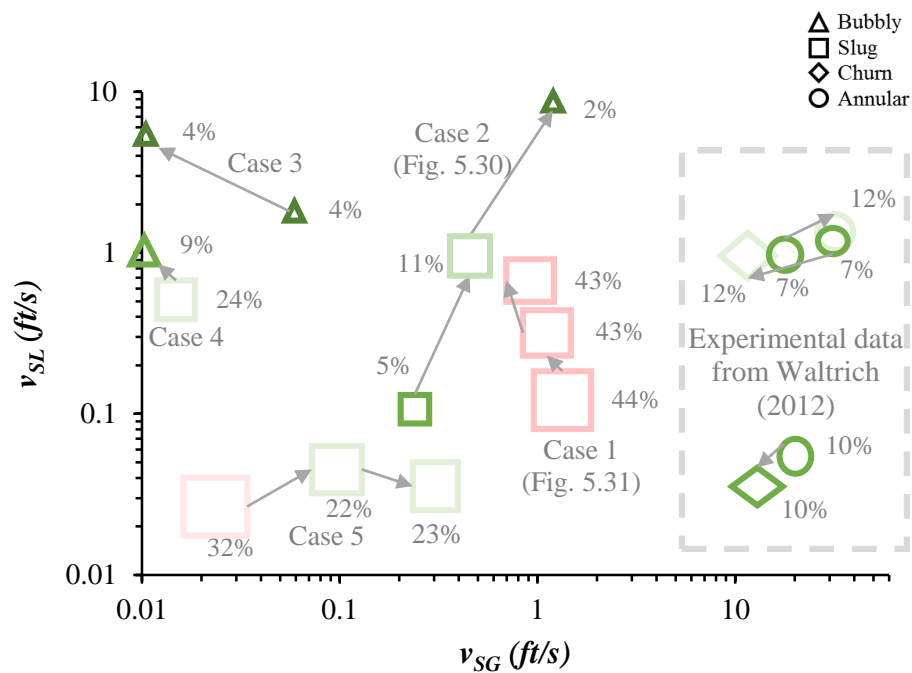 Bubbly
Slug
Churn
Annular
10
1
0.1
0.01
v_SL (ft/s)
4%
Case 3
4%
Case 2
(Fig. 5.30)
2%
9%
24%
Case 4
11%
5%
43%
43%
44%
Case 1
(Fig. 5.31)
32%
22%
Case 5
23%
12%
12%
7%
7%
Experimental data
from Waltrich
(2012)
10%
10%
0.01
0.1
1
10
v_SG (ft/s)